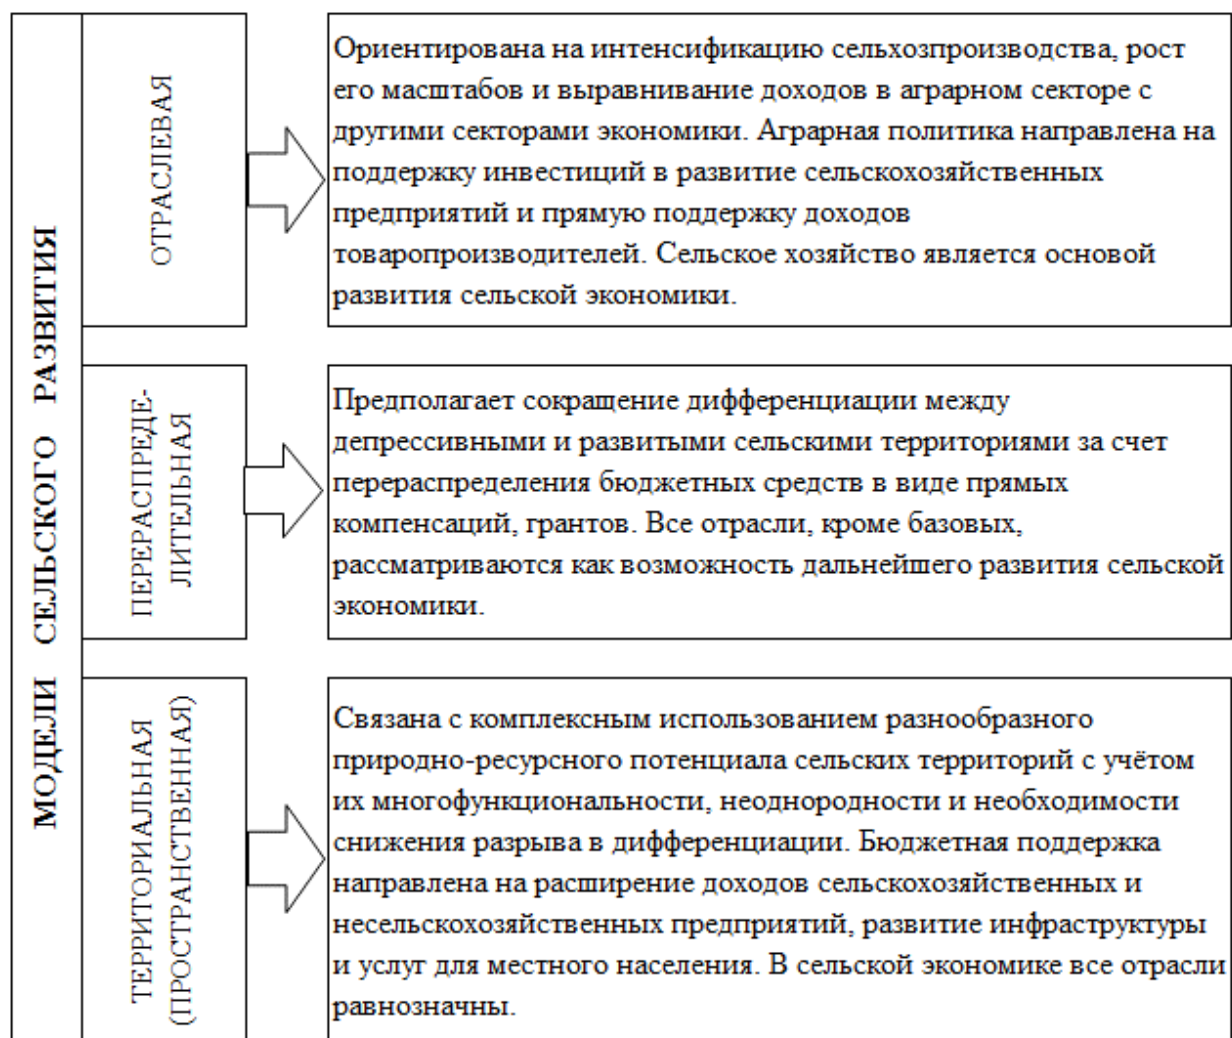 МОДЕЛИ СЕЛЬСКОГО РАЗВИТИЯ
ОТРАСЛЕВАЯ
Ориентирована на интенсификацию сельхозпроизводства, рост
его масштабов и выравнивание доходов в аграрном секторе с
другими секторами экономики. Аграрная политика направлена на
поддержку инвестиций в развитие сельскохозяйственных
предприятий и прямую поддержку доходов
товаропроизводителей. Сельское хозяйство является основой
развития сельской экономики.
ПЕРЕРАСПРЕДЕ-
ЛИТЕЛЬНАЯ
Предполагает сокращение дифференциации между
депрессивными и развитыми сельскими территориями за счет
перераспределения бюджетных средств в виде прямых
компенсаций, грантов. Все отрасли, кроме базовых,
рассматриваются как возможность дальнейшего развития сельской
экономики.
ТЕРРИТОРИАЛЬНАЯ
(ПРОСТРАНСТВЕННАЯ)
Связана с комплексным использованием разнообразного
природно-ресурсного потенциала сельских территорий с учётом
их многофункциональности, неоднородности и необходимости
снижения разрыва в дифференциации. Бюджетная поддержка
направлена на расширение доходов сельскохозяйственных и
несельскохозяйственных предприятий, развитие инфраструктуры
и услуг для местного населения. В сельской экономике все отрасли
равнозначны.